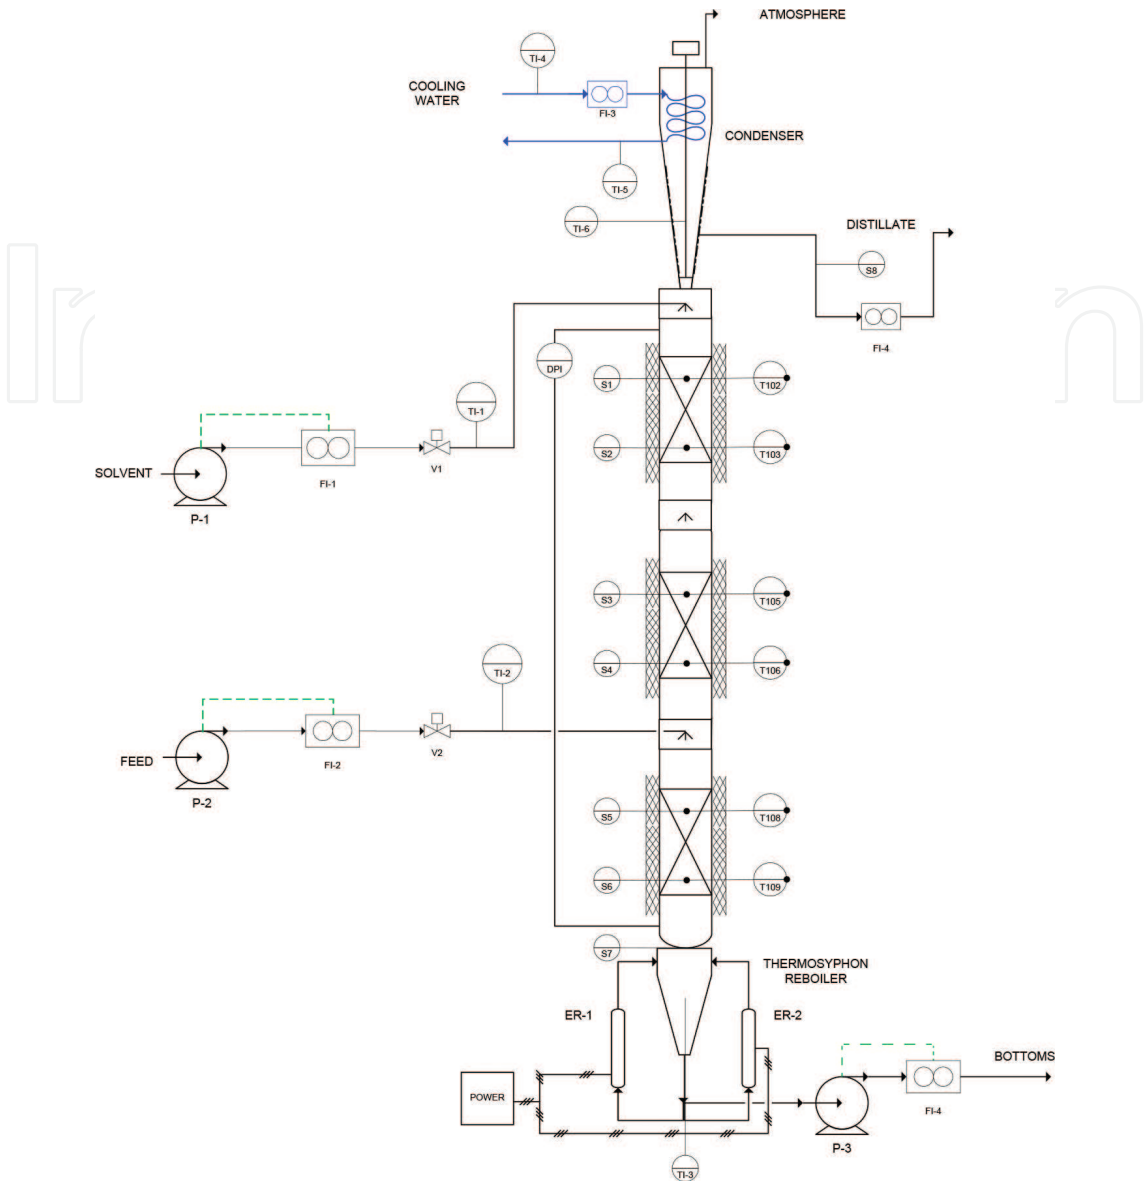 ATMOSPHERE
TI-4
COOLING
WATER
FI-3
CONDENSER
TI-5
TI-6
DISTILLATE
S8
FI-4
DPI
S1
T102
TI-1
S2
T103
V1
SOLVENT
FI-1
P-1
S3
T105
S4
T106
TI-2
V2
FEED
FI-2
P-2
S5
T108
S6
T109
S7
THERMOSYPHON
REBOILER
ER-1
ER-2
BOTTOMS
POWER
FI-4
P-3
TI-3